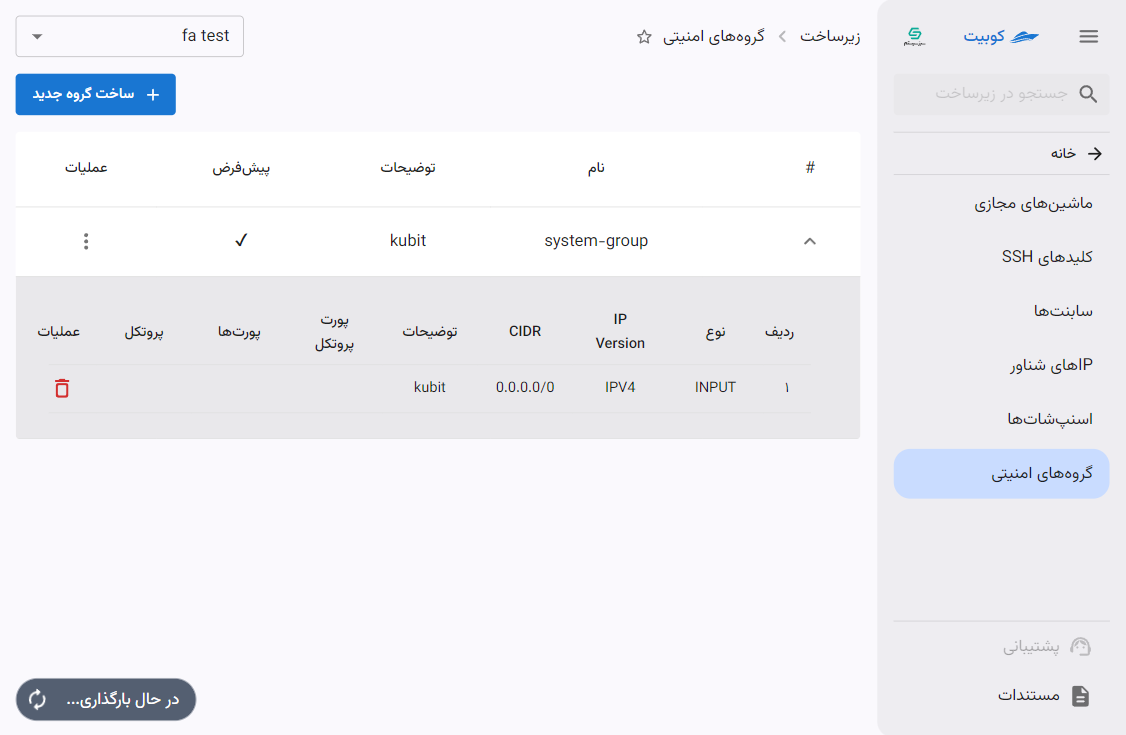 کوبیت
جستجو در زیرساخت
خانه
ماشین‌های مجازی
کلیدهای SSH
سابنت‌ها
IPهای شناور
اسنپ‌شات‌ها
گروه‌های امنیتی
پشتیبانی
مستندات
زیرساخت
گروه‌های امنیتی
fa test
ساخت گروه جدید +
# نام توضیحات پیش‌فرض عملیات
system-group kubit ✓
ردیف نوع IP Version CIDR توضیحات پورت پروتکل پورت‌ها پروتکل عملیات
۱ INPUT IPV4 0.0.0.0/0 kubit
در حال بارگذاری...